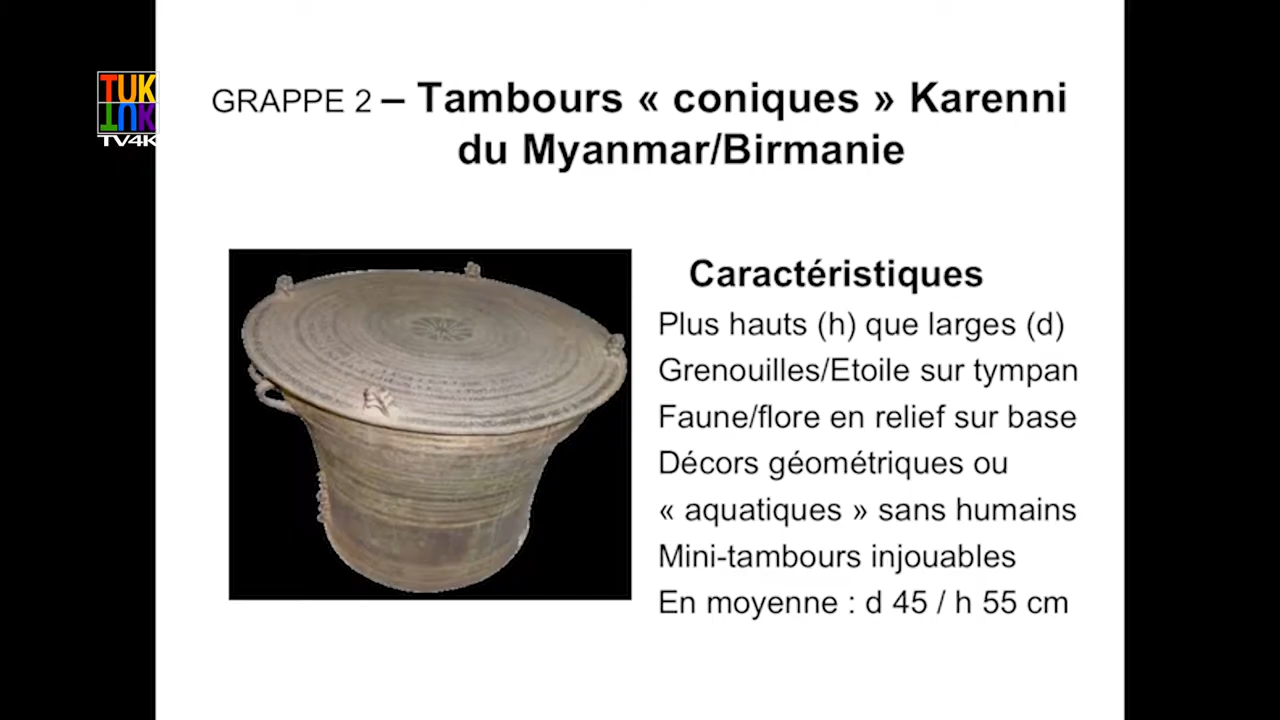 TUK
TUK
TV4K
GRAPPE 2 – Tambours « coniques » Karenni
du Myanmar/Birmanie
Caractéristiques
Plus hauts (h) que larges (d)
Grenouilles/Etoile sur tympan
Faune/flore en relief sur base
Décors géométriques ou
« aquatiques » sans humains
Mini-tambours injouables
En moyenne : d 45 / h 55 cm